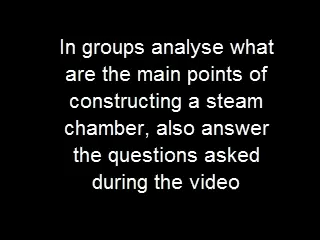 In groups analyse what
are the main points of
constructing a steam
chamber, also answer
the questions asked
during the video